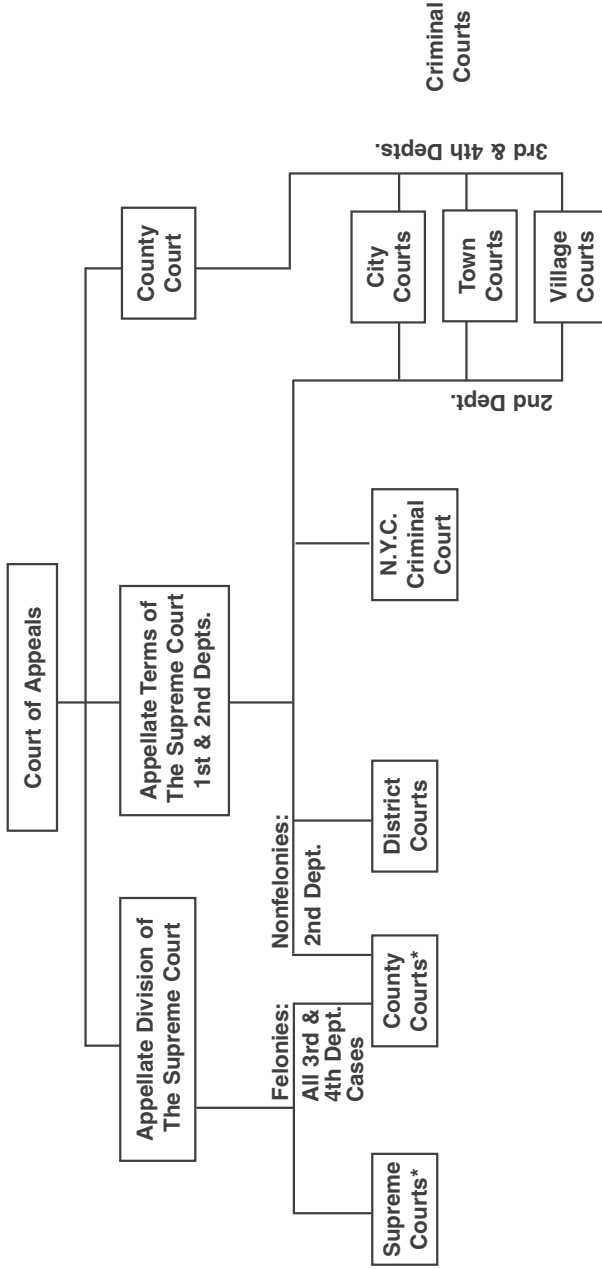 Criminal
Courts
Court of Appeals
Appellate Division of
The Supreme Court
Appellate Terms of
The Supreme Court
1st & 2nd Depts.
County
Court
Felonies:
All 3rd &
4th Dept.
Cases
Nonfelonies:
2nd Dept.
Supreme
Courts*
County
Courts*
District
Courts
N.Y.C.
Criminal
Court
2nd Dept.
City
Courts
Town
Courts
Village
Courts
3rd & 4th Depts.